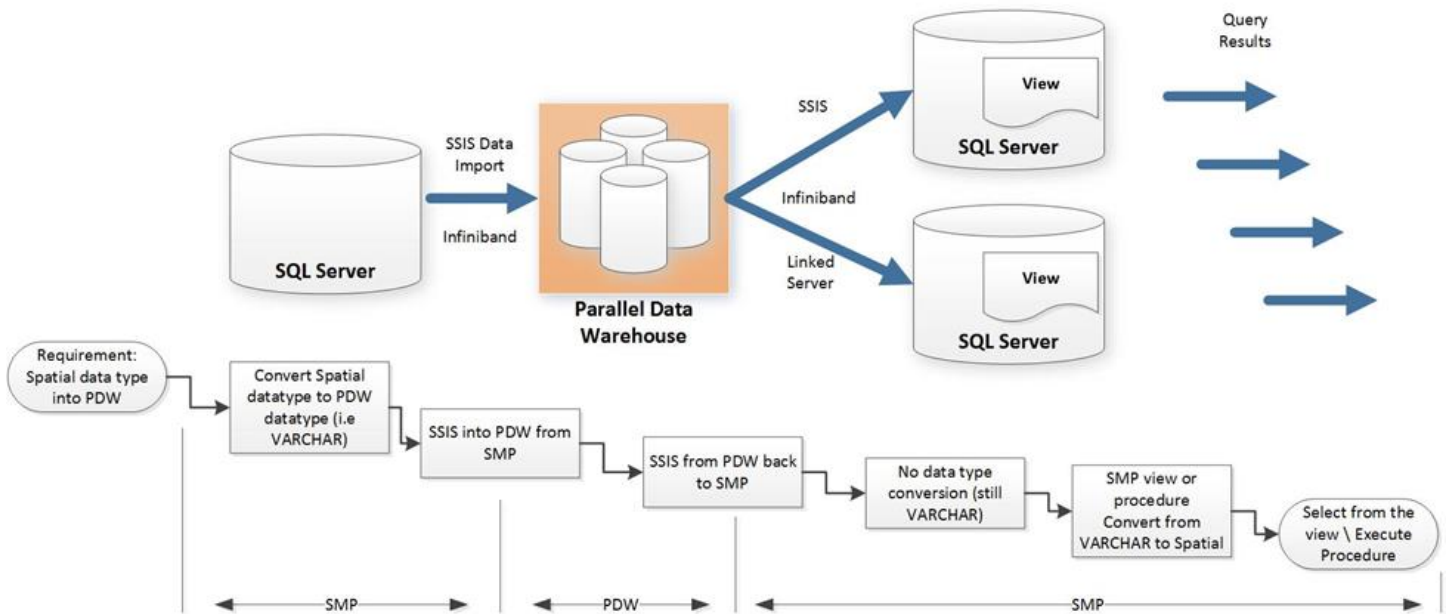 Query
Results
View
SSIS
SQL Server
SSIS Data
Import
Infiniband
SQL Server
Infiniband
Linked
Server
View
SQL Server
Parallel Data
Warehouse
Requirement:
Spatial data type
into PDW
Convert Spatial
datatype to PDW
datatype (i.e
VARCHAR)
SSIS into PDW from
SMP
SSIS from PDW back
to SMP
No data type
conversion (still
VARCHAR)
SMP view or
procedure
Convert from
VARCHAR to Spatial
Select from the
view \ Execute
Procedure
SMP
PDW
SMP